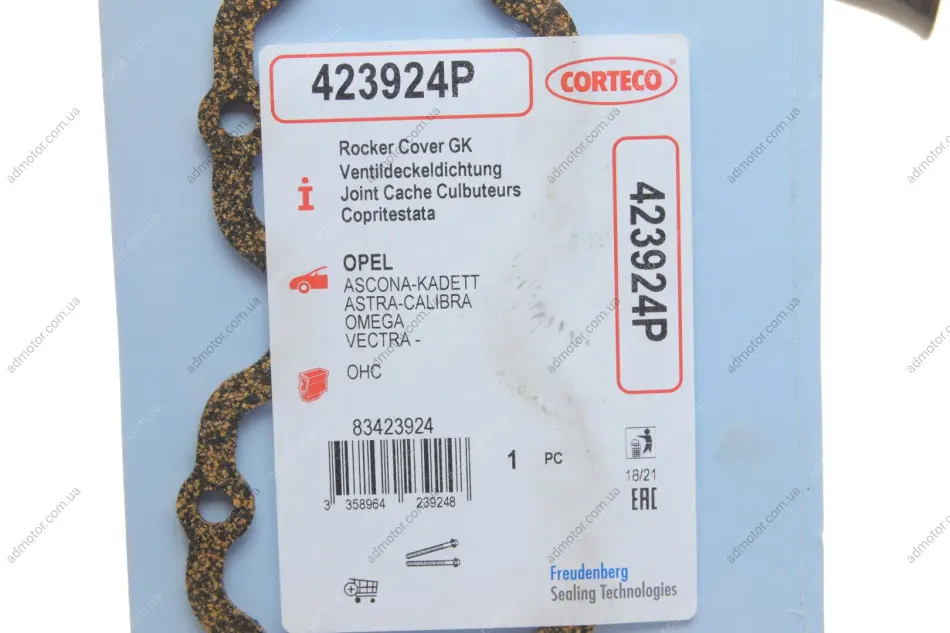 423924P
CORTECO
Rocker Cover GK
Ventildeckeldichtung
Joint Cache Culbuteurs
Copritestata
423924P
OPEL
ASCONA-KADETT
ASTRA-CALIBRA
OMEGA
VECTRA -
OHC
83423924
3 358964 239248
1 PC
18/21
EAC
Freudenberg
Sealing Technologies
admotor.com.ua